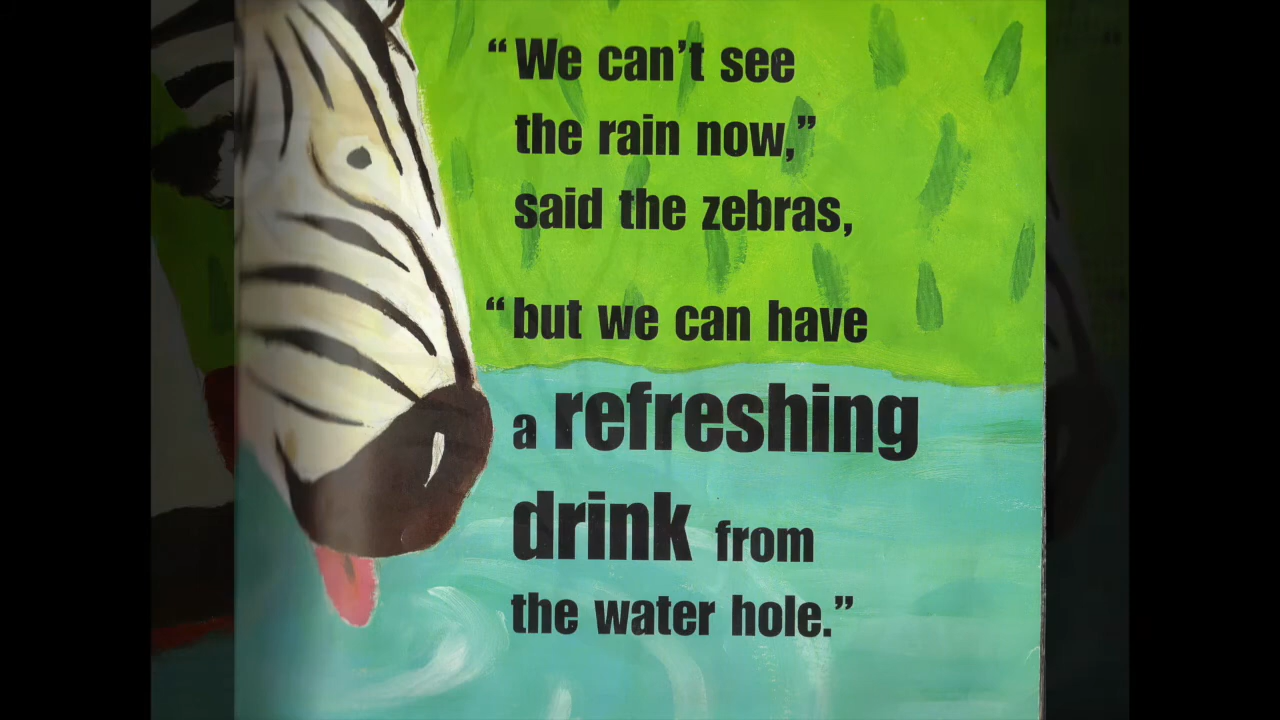 “We can’t see
the rain now,”
said the zebras,
“but we can have
a refreshing
drink from
the water hole.”